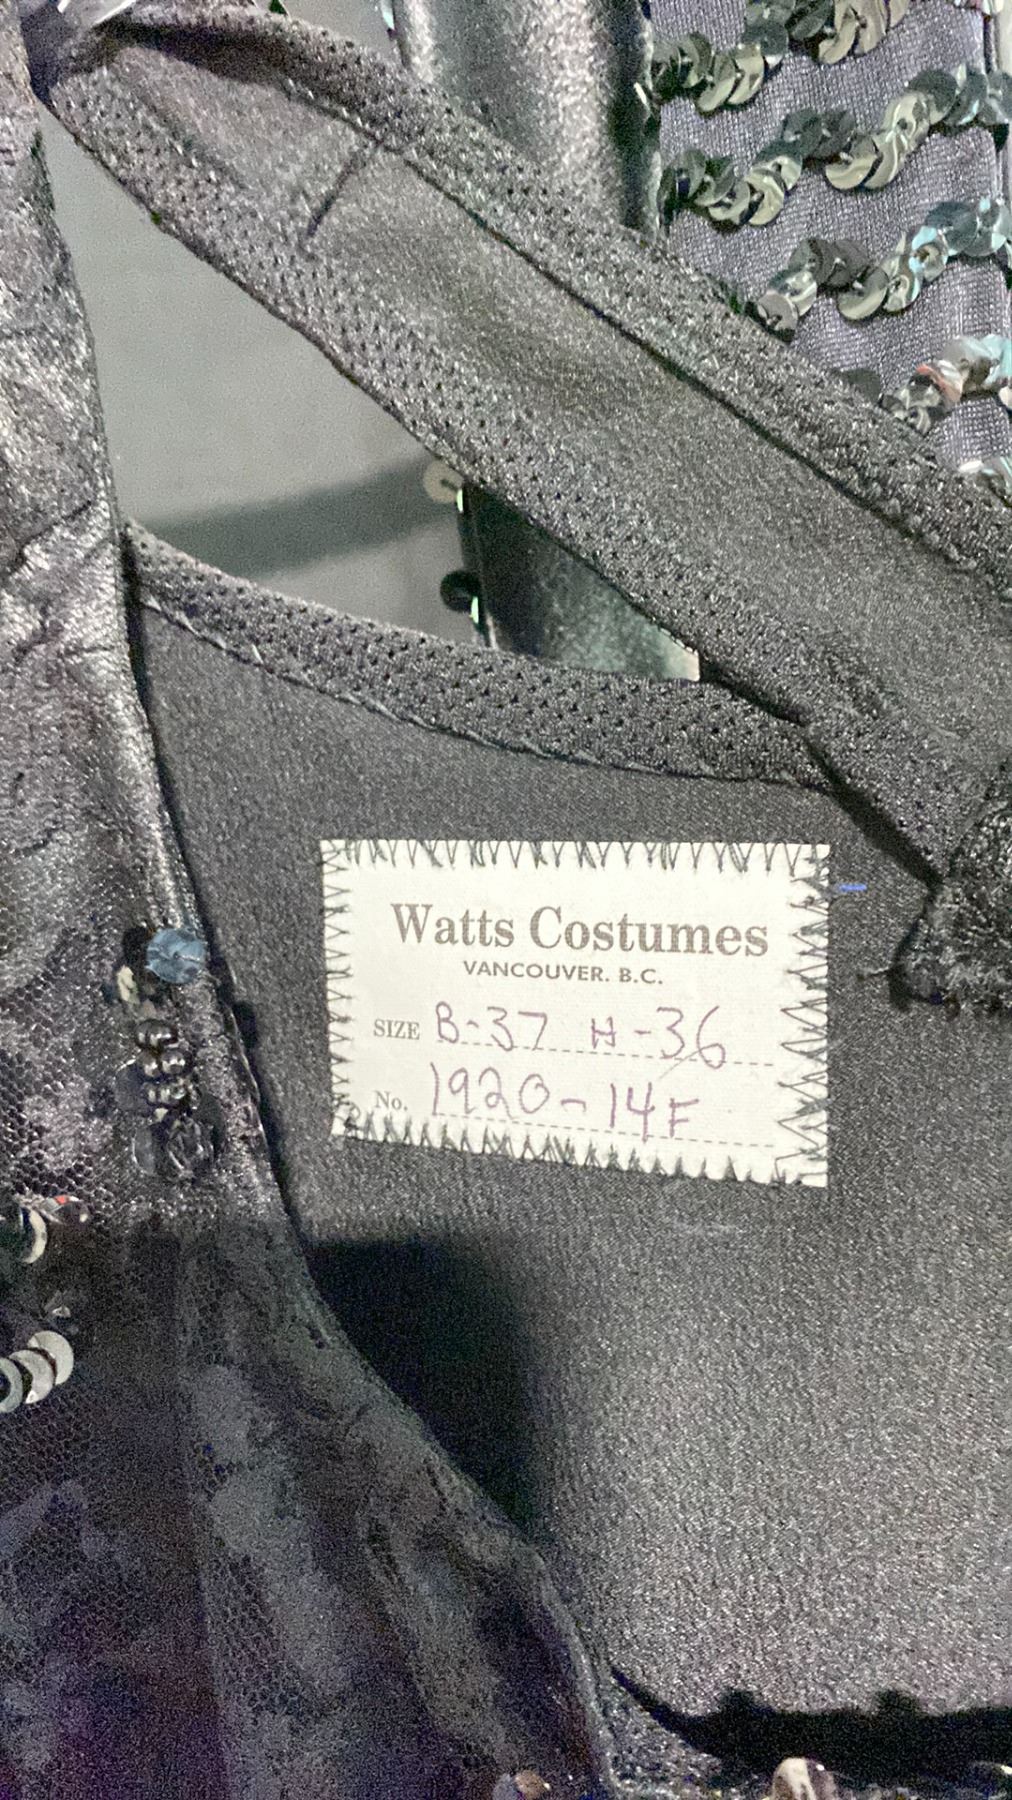 Watts Costumes
VANCOUVER. B.C.
SIZE B-37 H-36
No. 1920-14F